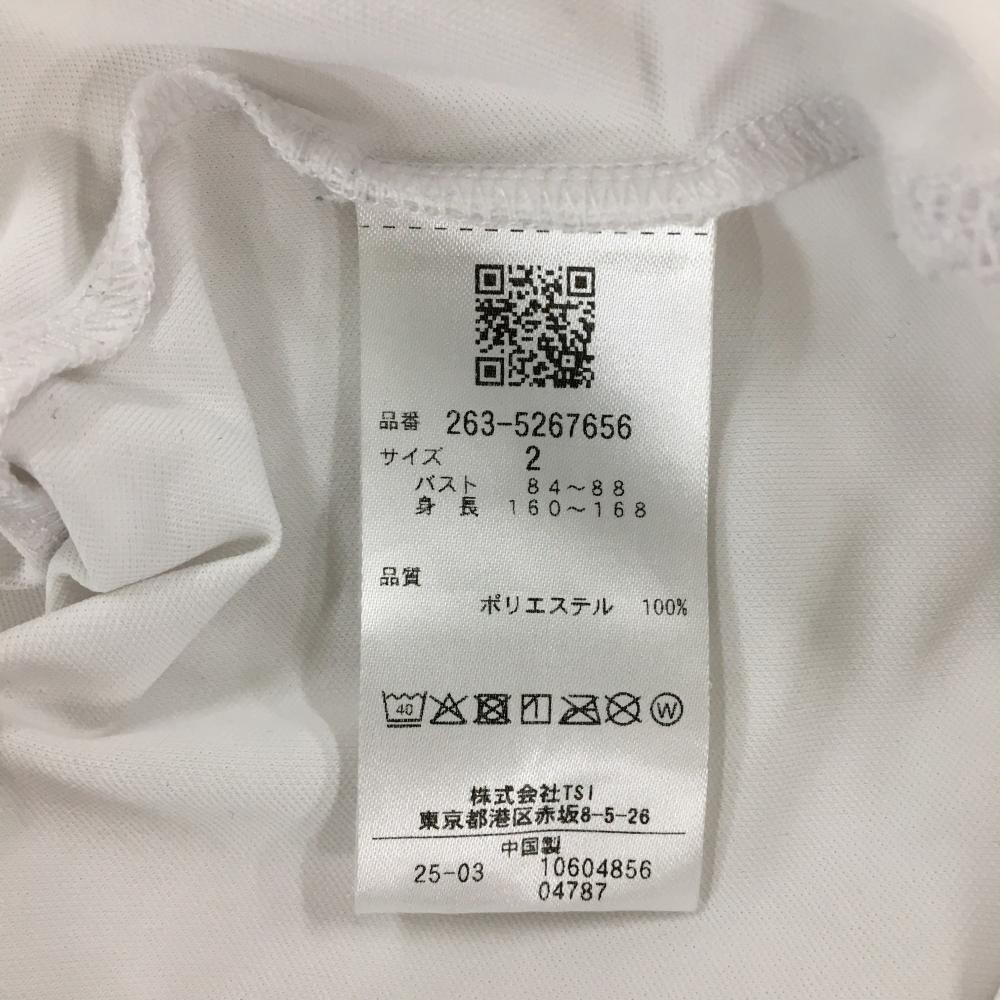 品番 263-5267656
サイズ 2
バスト 84～88
身長 160～168
品質
ポリエステル 100%
40 W
株式会社TSI
東京都港区赤坂8-5-26
中国製
25-03 10604856
04787